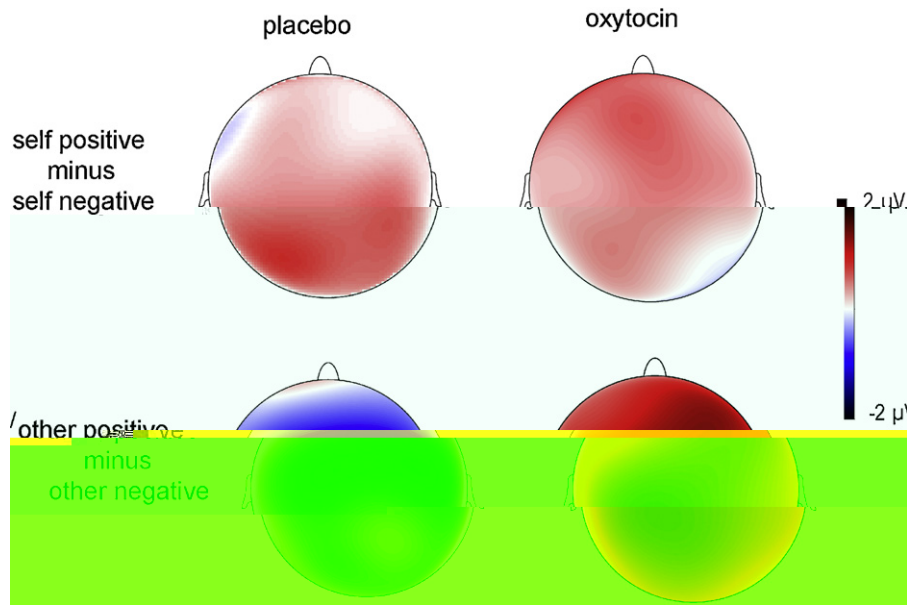 placebo
oxytocin
self positive
minus
self negative
2 µV
-2 µV
other positive
minus
other negative